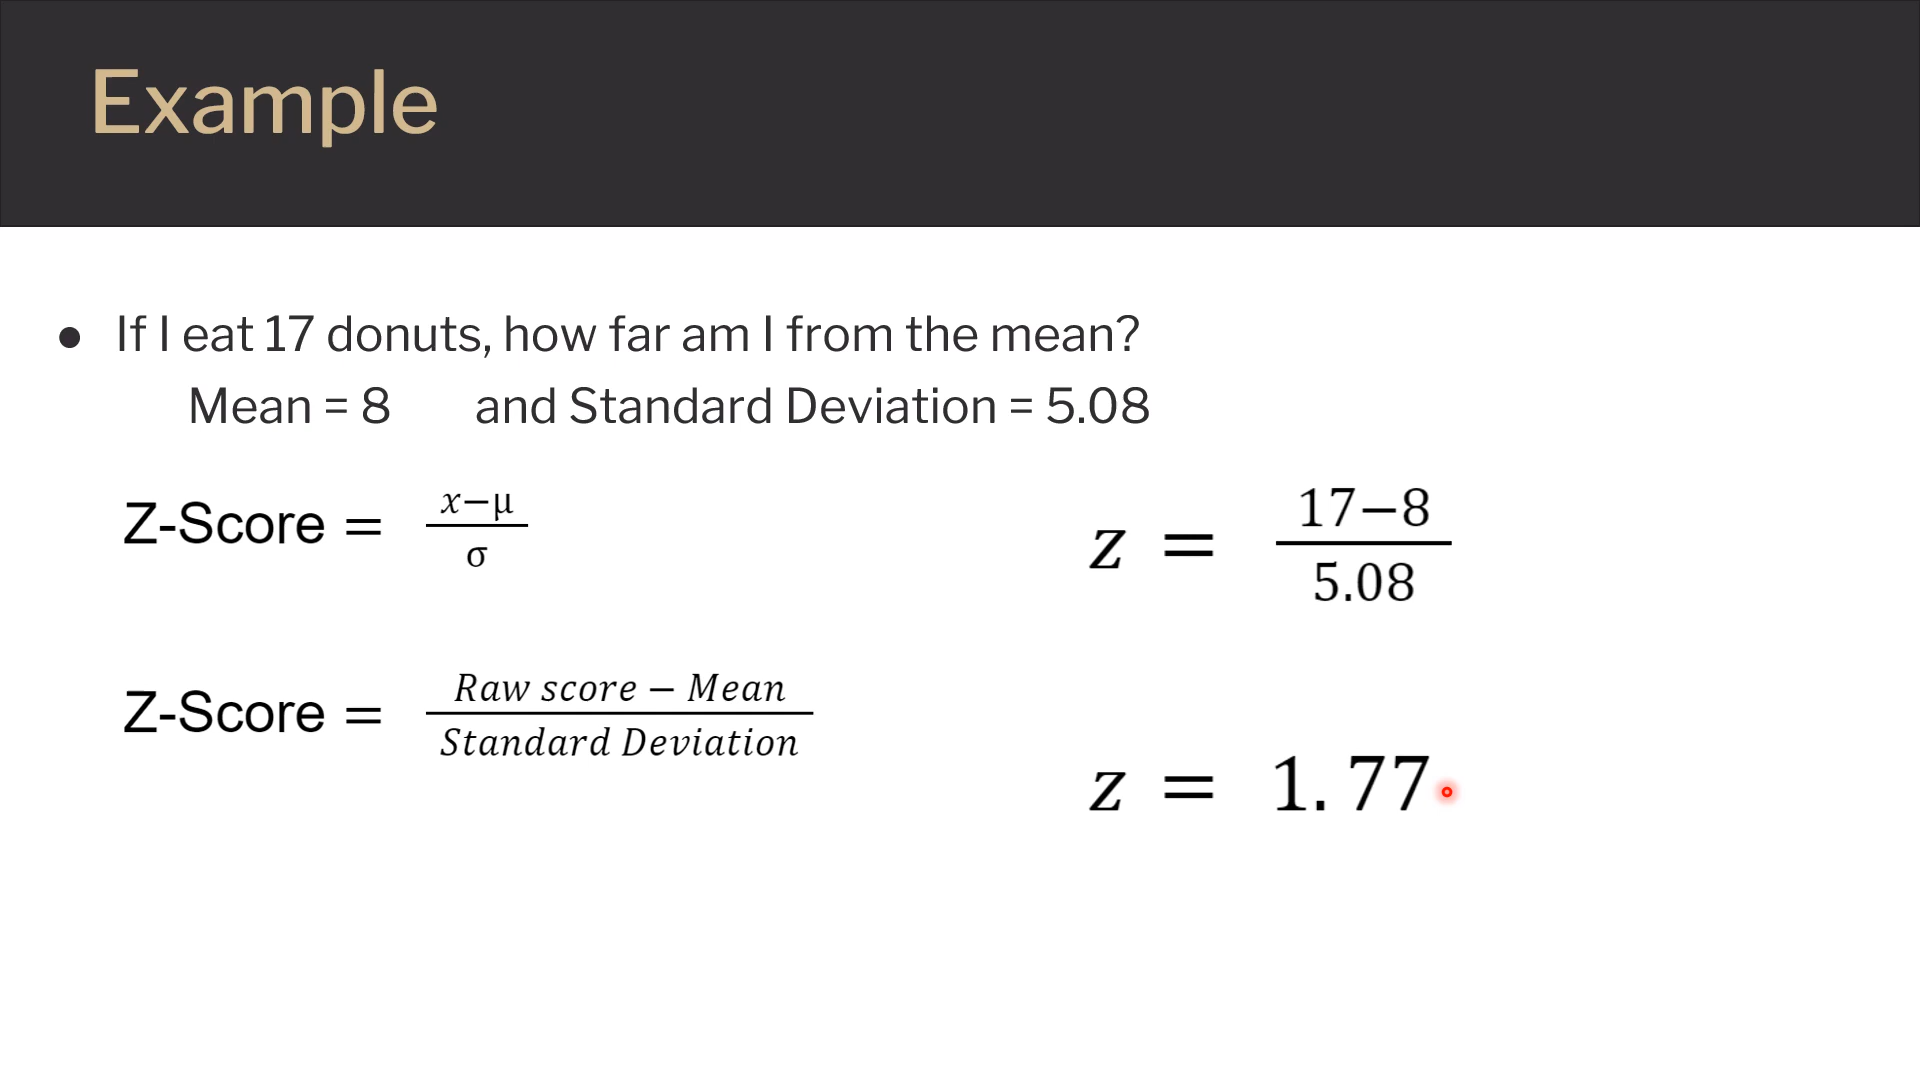 Example
● If I eat 17 donuts, how far am I from the mean?
Mean = 8 and Standard Deviation = 5.08
Z-Score = x−μ / σ
Z-Score = Raw score − Mean / Standard Deviation
z = 17−8 / 5.08
z = 1.77